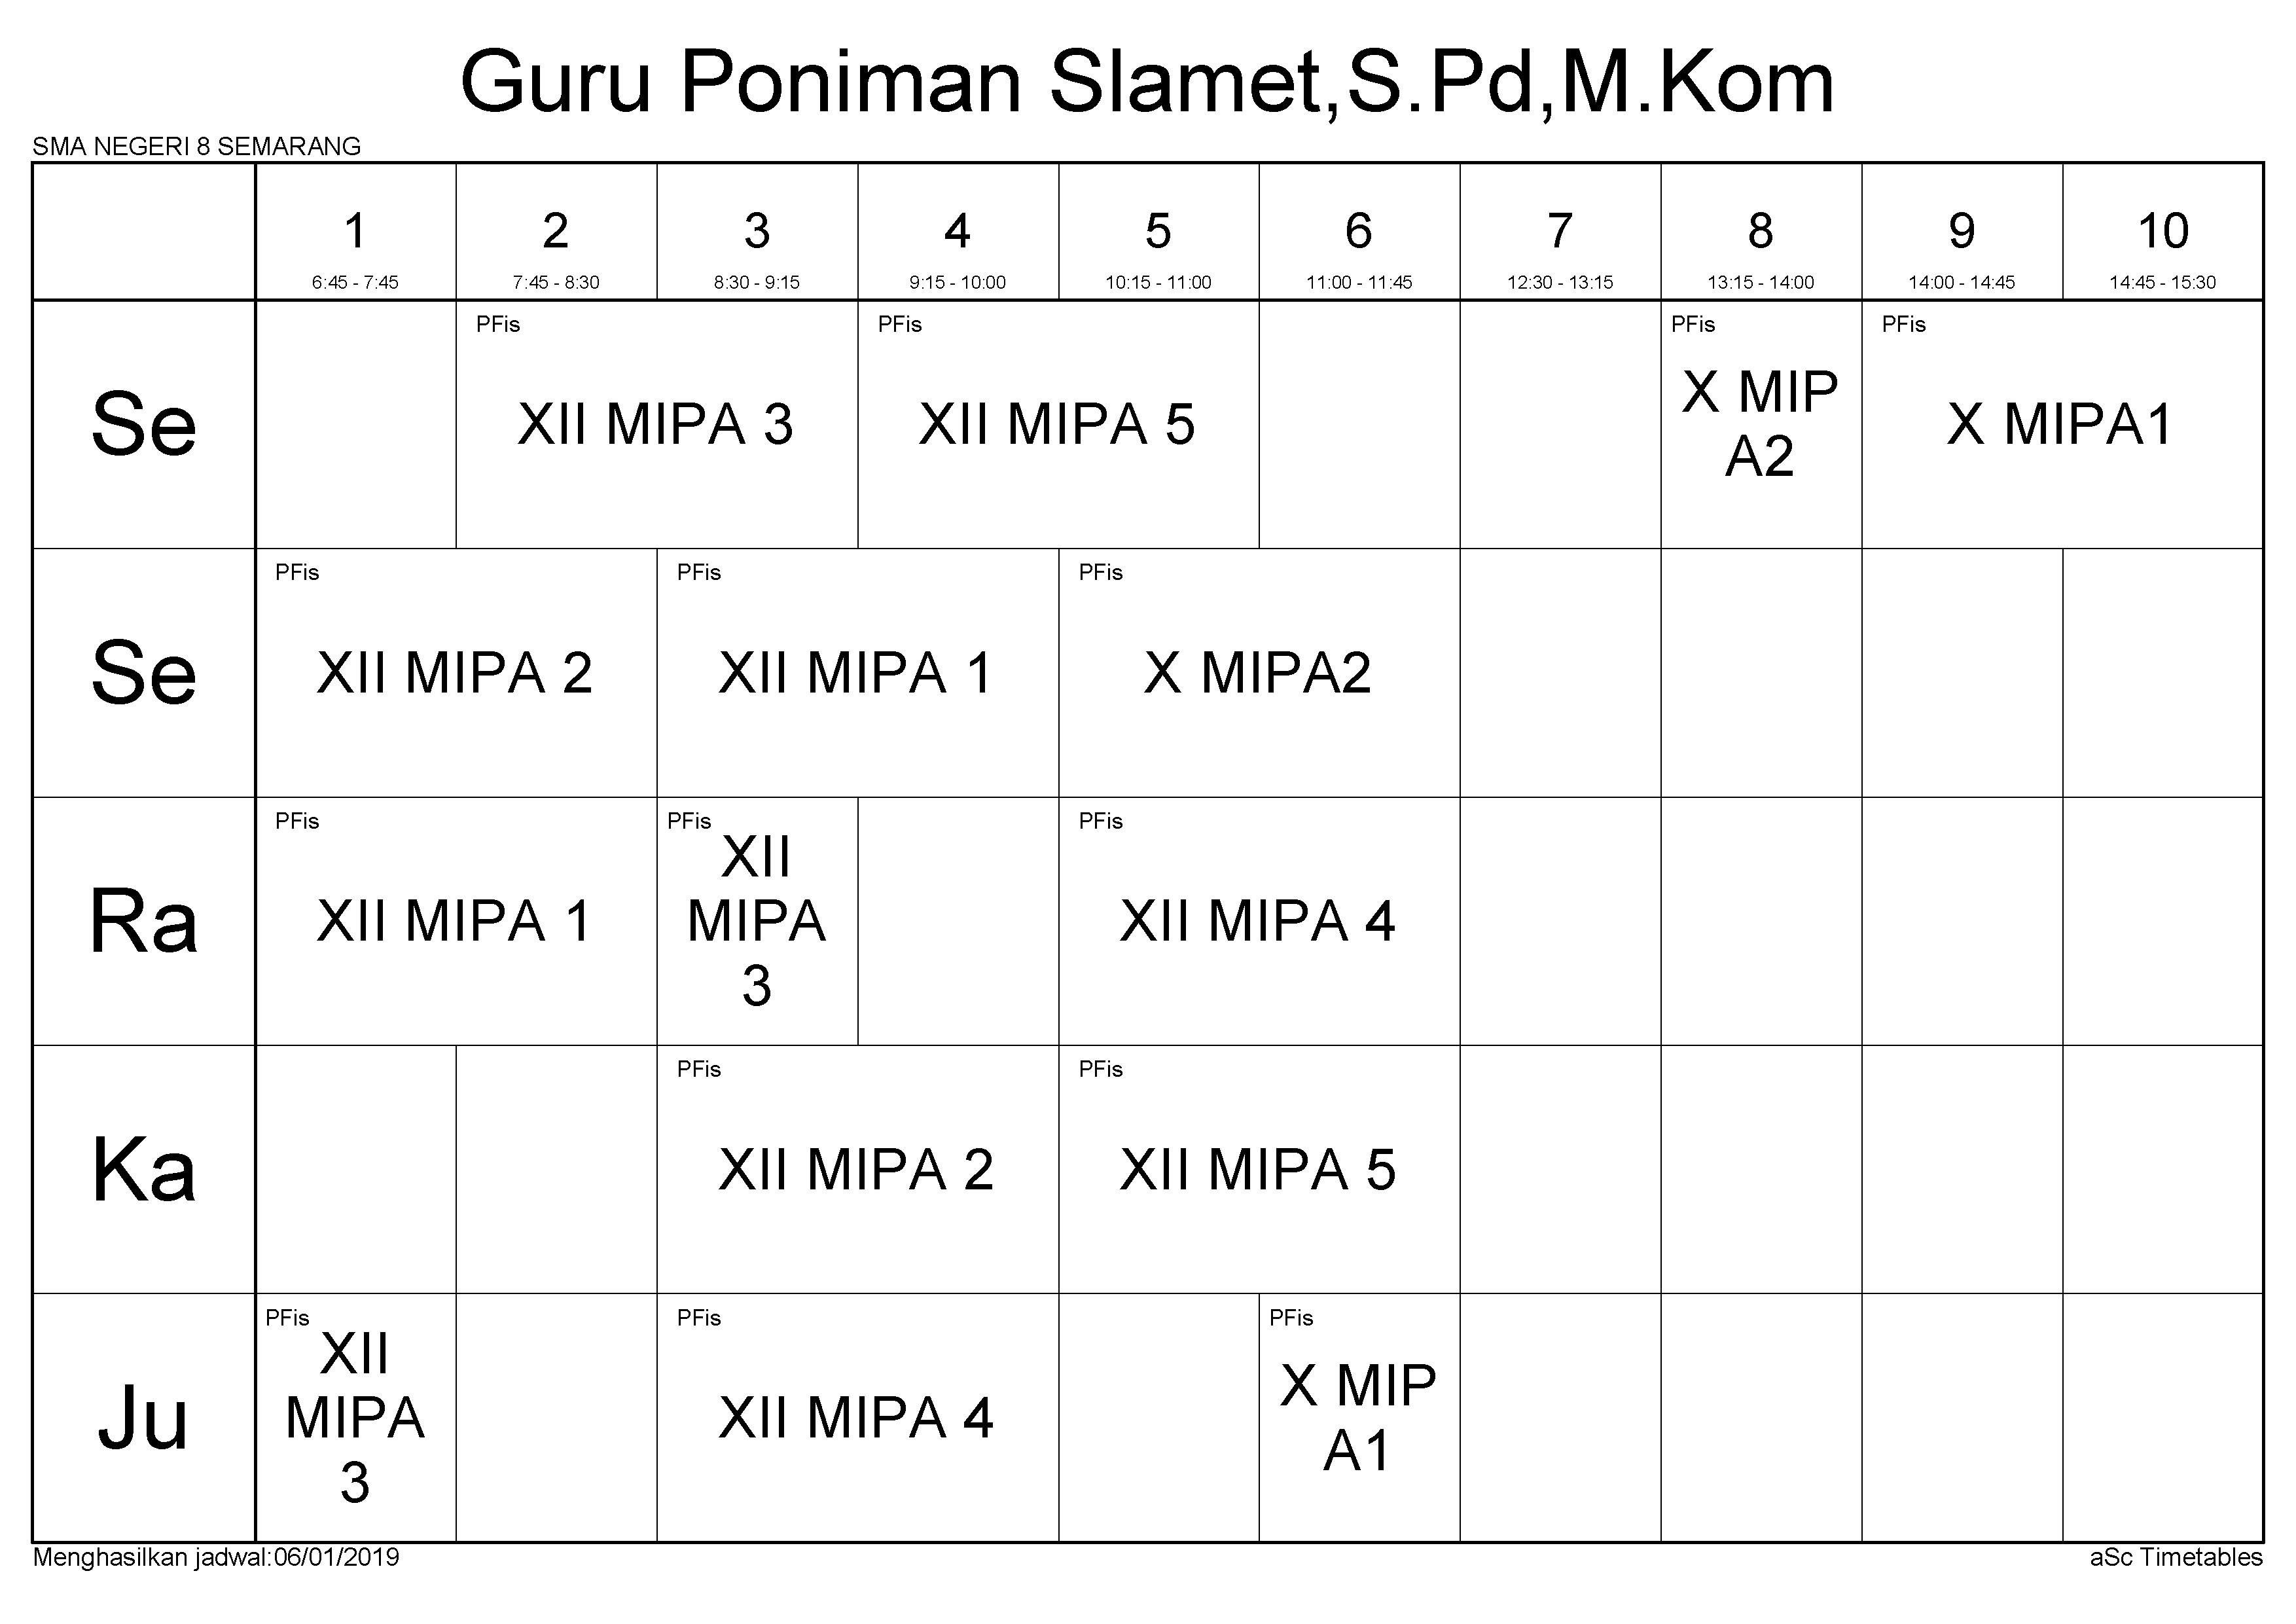 Guru Poniman Slamet,S.Pd,M.Kom
SMA NEGERI 8 SEMARANG
1 2 3 4 5 6 7 8 9 10
6:45 - 7:45 7:45 - 8:30 8:30 - 9:15 9:15 - 10:00 10:15 - 11:00 11:00 - 11:45 12:30 - 13:15 13:15 - 14:00 14:00 - 14:45 14:45 - 15:30
Se
PFis
XII MIPA 3
PFis
XII MIPA 5
PFis
X MIP
A2
PFis
X MIPA1
Se
PFis
XII MIPA 2
PFis
XII MIPA 1
PFis
X MIPA2
Ra
PFis
XII MIPA 1
PFis
XII
MIPA
3
PFis
XII MIPA 4
Ka
PFis
XII MIPA 2
PFis
XII MIPA 5
Ju
PFis
XII
MIPA
3
PFis
XII MIPA 4
PFis
X MIP
A1
Menghasilkan jadwal:06/01/2019
aSc Timetables